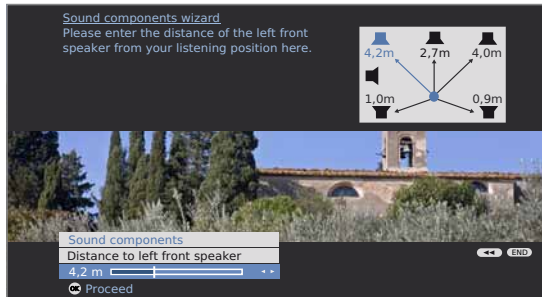 Sound components wizard
Please enter the distance of the left front
speaker from your listening position here.
4,2m 2,7m 4,0m
1,0m 0,9m
Sound components
Distance to left front speaker
4,2 m
OK Proceed
END